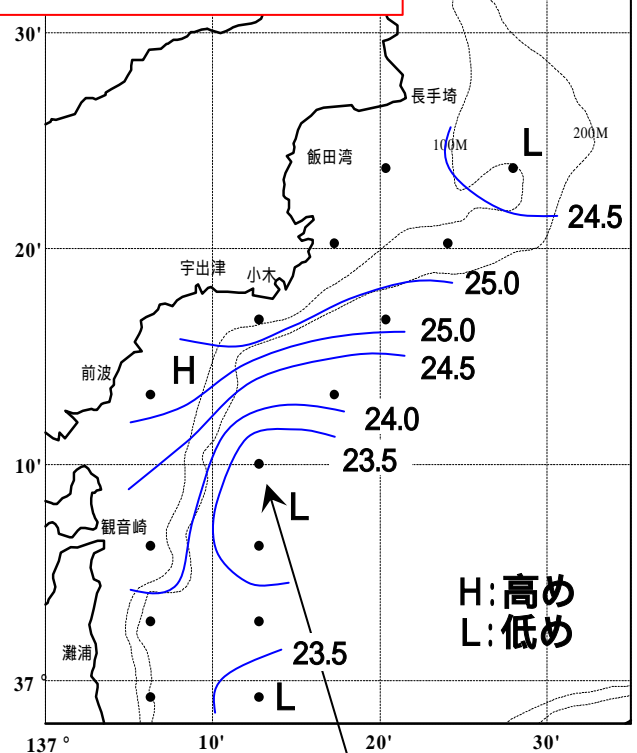 30'
長手埼
100M
L
200M
飯田湾
24.5
20'
宇出津
小木
25.0
25.0
前波
H
24.5
24.0
23.5
10'
L
観音崎
H:高め
L:低め
灘浦
23.5
37°
L
137°
10'
20'
30'